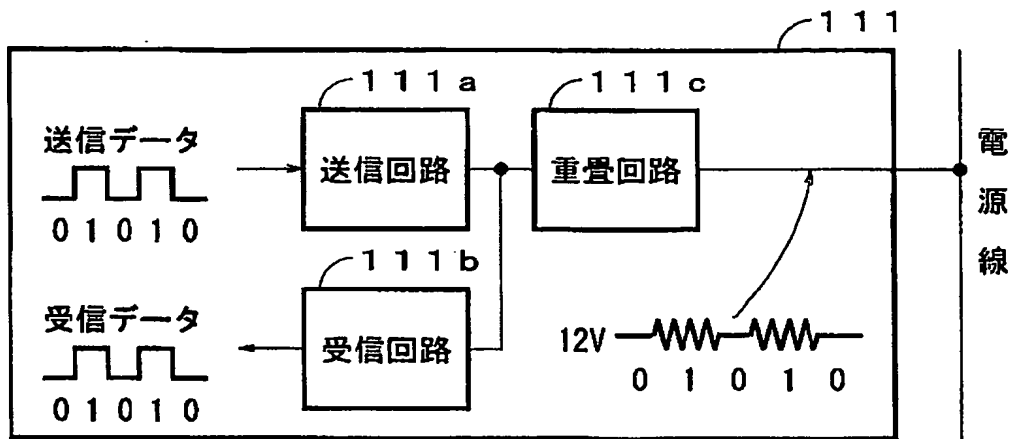 111
111a
111c
送信データ
送信回路
重畳回路
電源線
0 1 0 1 0
111b
受信データ
受信回路
12V
0 1 0 1 0
0 1 0 1 0